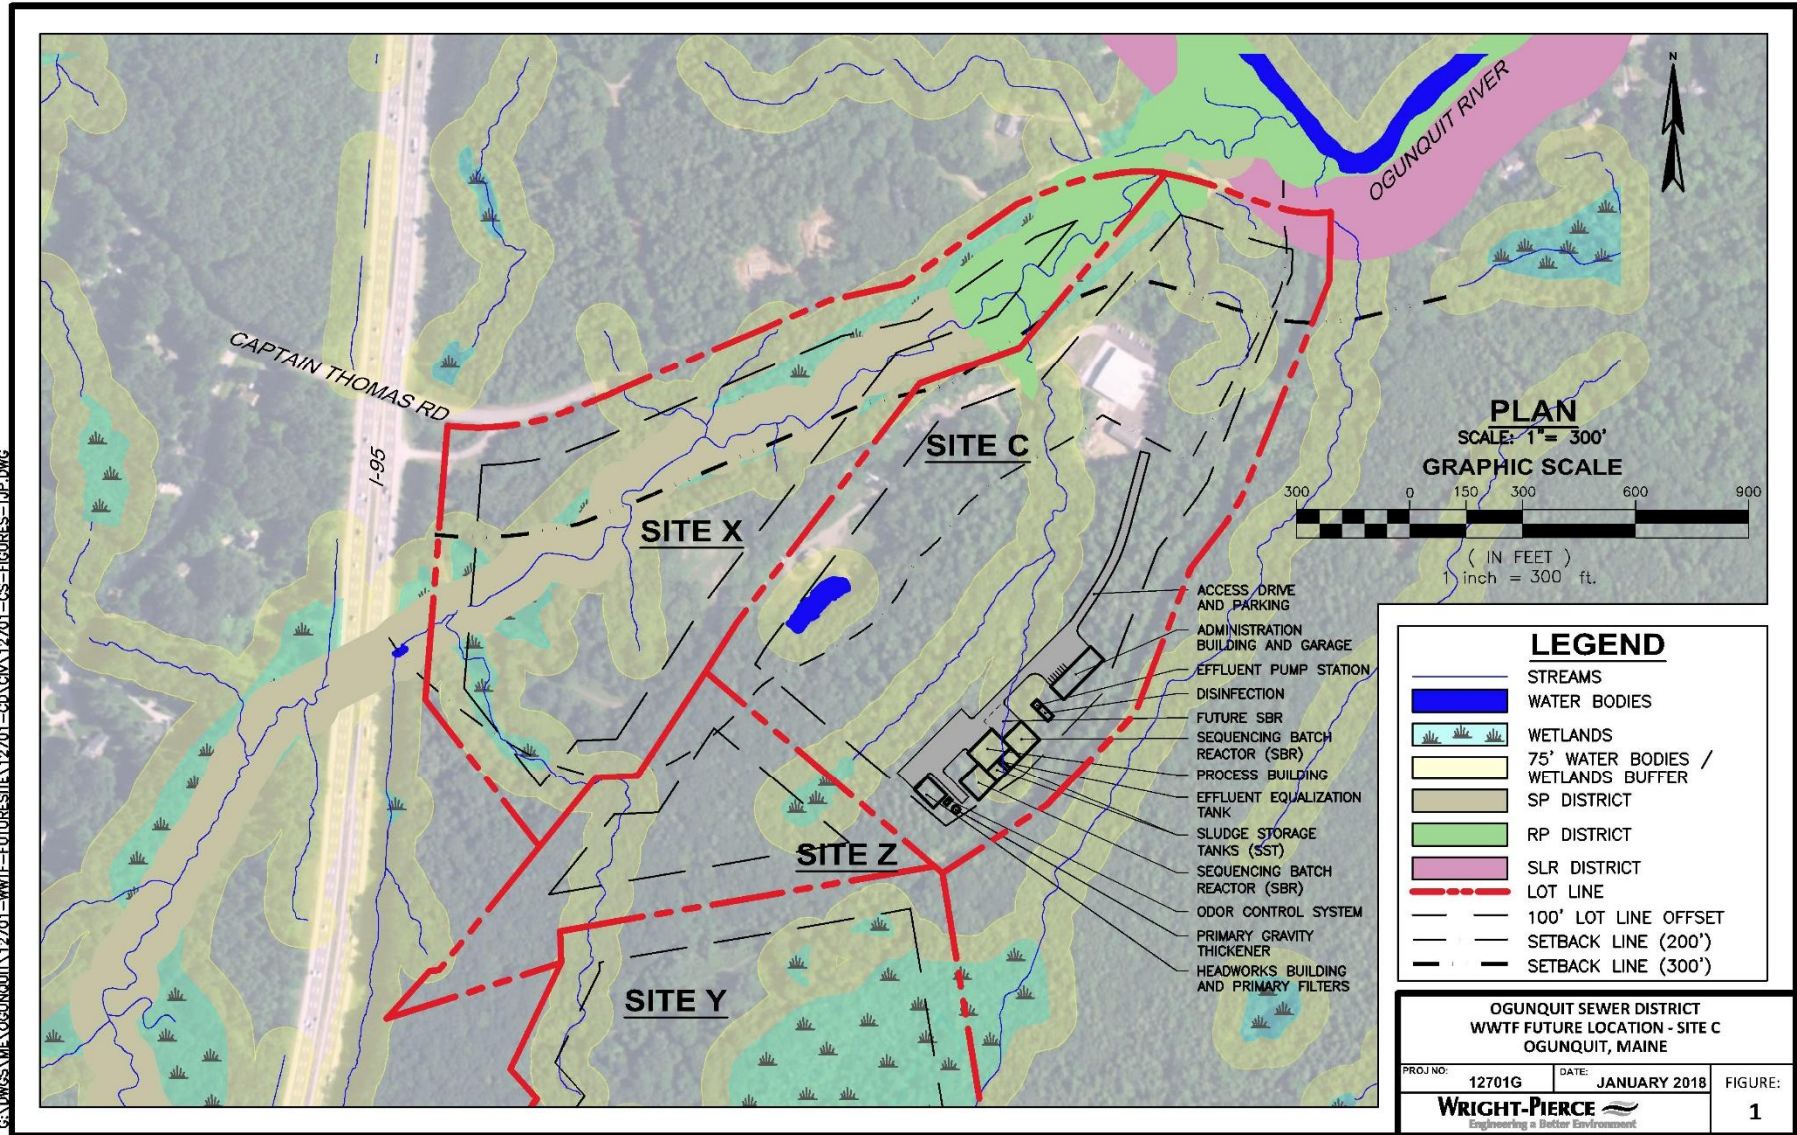 N
OGUNQUIT RIVER
CAPTAIN THOMAS RD
I-95
SITE C
SITE X
SITE Z
SITE Y
PLAN
SCALE: 1"= 300'
GRAPHIC SCALE
300 0 150 300 600 900
( IN FEET )
1 inch = 300 ft.
ACCESS DRIVE
AND PARKING
ADMINISTRATION
BUILDING AND GARAGE
EFFLUENT PUMP STATION
DISINFECTION
FUTURE SBR
SEQUENCING BATCH
REACTOR (SBR)
PROCESS BUILDING
EFFLUENT EQUALIZATION
TANK
SLUDGE STORAGE
TANKS (SST)
SEQUENCING BATCH
REACTOR (SBR)
ODOR CONTROL SYSTEM
PRIMARY GRAVITY
THICKENER
HEADWORKS BUILDING
AND PRIMARY FILTERS
LEGEND
STREAMS
WATER BODIES
WETLANDS
75' WATER BODIES /
WETLANDS BUFFER
SP DISTRICT
RP DISTRICT
SLR DISTRICT
LOT LINE
100' LOT LINE OFFSET
SETBACK LINE (200')
SETBACK LINE (300')
OGUNQUIT SEWER DISTRICT
WWTF FUTURE LOCATION - SITE C
OGUNQUIT, MAINE
PROJ NO: 12701G
DATE: JANUARY 2018
FIGURE:
1
WRIGHT-PIERCE
Engineering a Better Environment